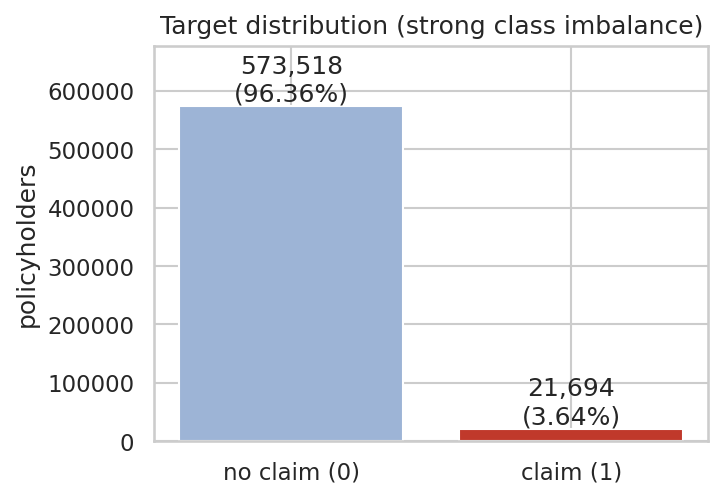 Target distribution (strong class imbalance)
573,518
(96.36%)
600000
500000
400000
300000
200000
100000
0
policyholders
21,694
(3.64%)
no claim (0)
claim (1)